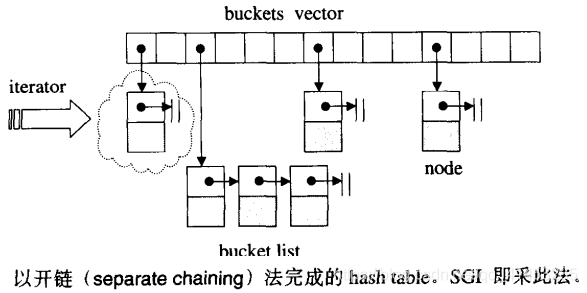 buckets vector
iterator
node
bucket list
以开链（separate chaining）法完成的 hash table。SGI 即采此法。